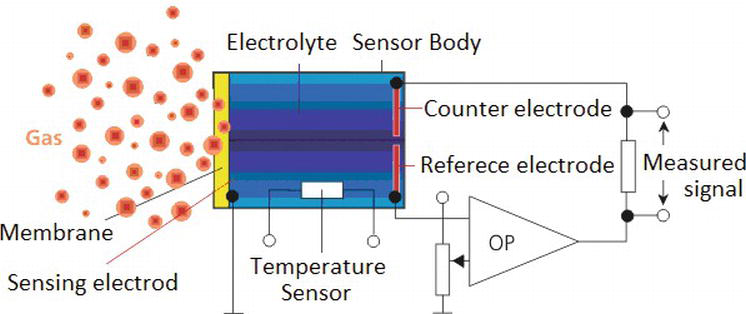 Electrolyte
Sensor Body
Counter electrode
Gas
Referece electrode
Measured
signal
Membrane
OP
Temperature
Sensor
Sensing electrod